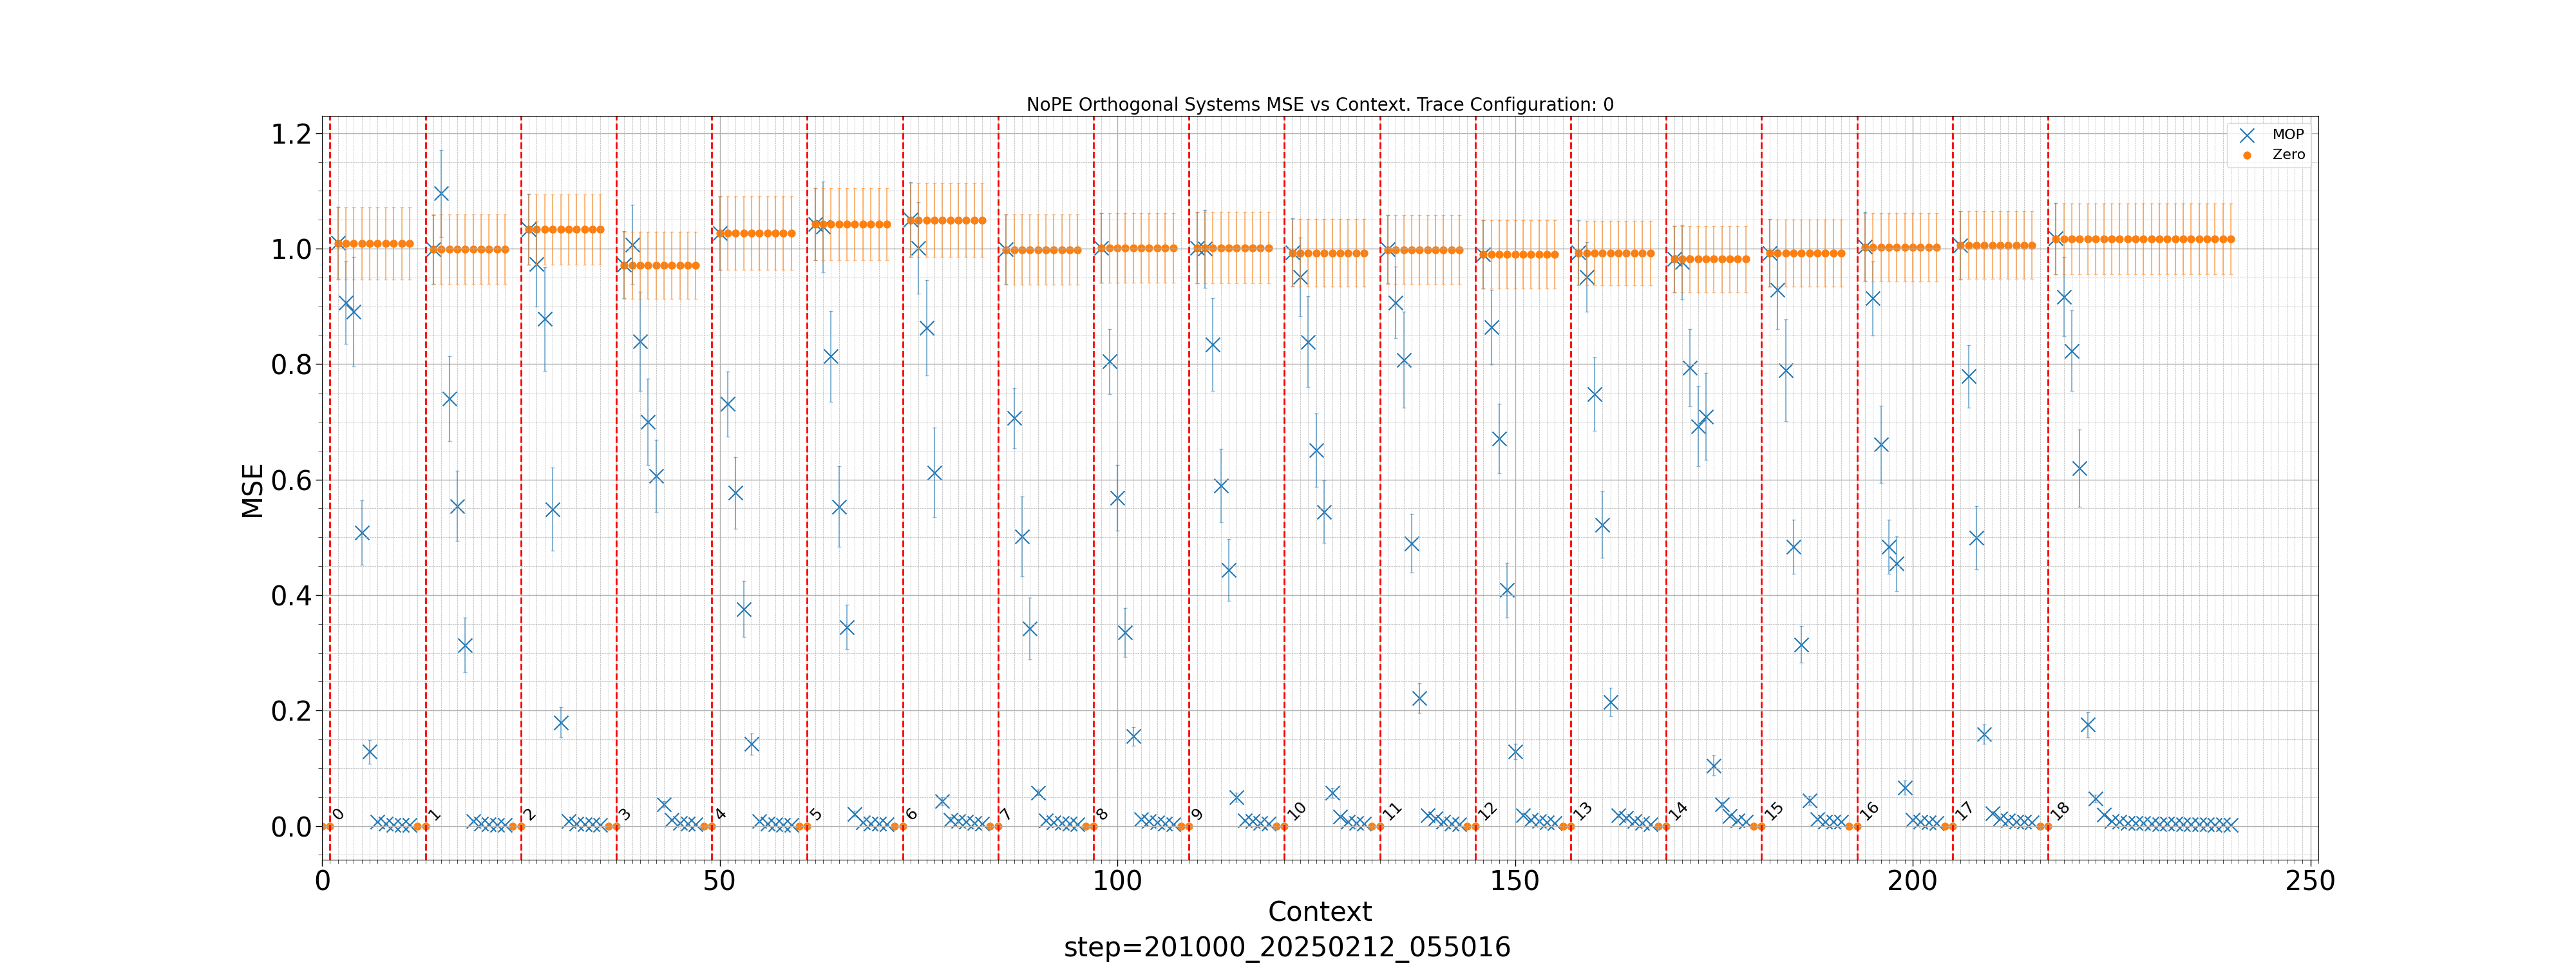 NoPE Orthogonal Systems MSE vs Context. Trace Configuration: 0
MOP
Zero
MSE
1.2
1.0
0.8
0.6
0.4
0.2
0.0
0 1 2 3 4 5 6 7 8 9 10 11 12 13 14 15 16 17 18
0 50 100 150 200 250
Context
step=201000_20250212_055016